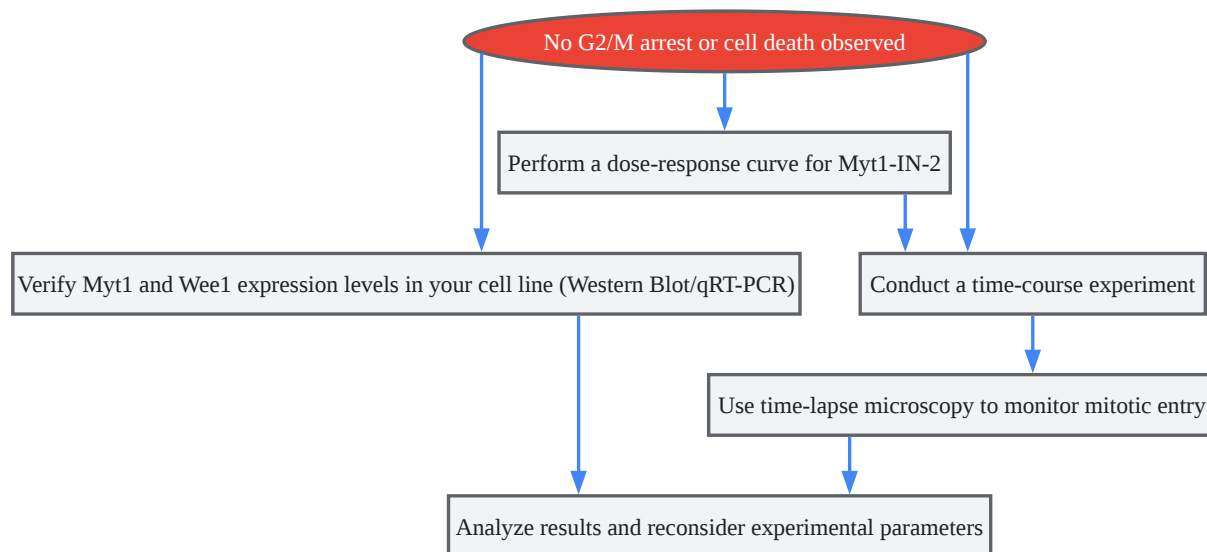 No G2/M arrest or cell death observed
Perform a dose-response curve for Myt1-IN-2
Verify Myt1 and Wee1 expression levels in your cell line (Western Blot/qRT-PCR)
Conduct a time-course experiment
Use time-lapse microscopy to monitor mitotic entry
Analyze results and reconsider experimental parameters